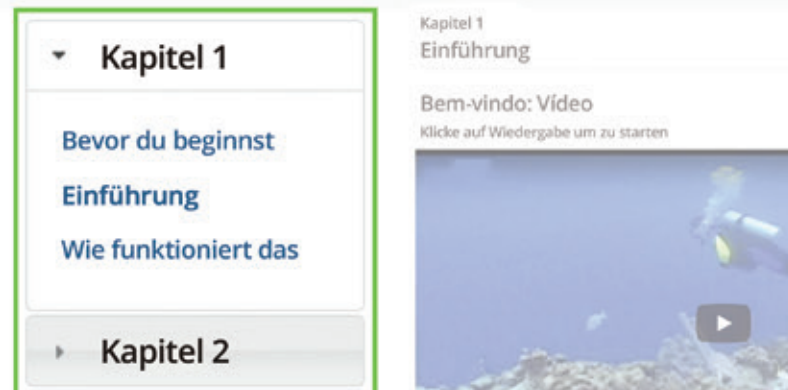 Kapitel 1
Bevor du beginnst
Einführung
Wie funktioniert das
Kapitel 2
Kapitel 1
Einführung
Bem-vindo: Vídeo
Klicke auf Wiedergabe um zu starten